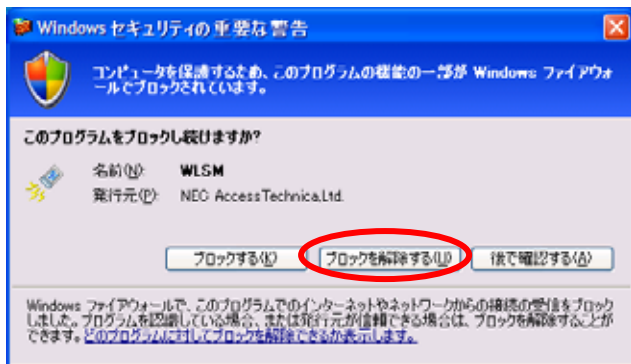 Windows セキュリティの重要な警告
コンピュータを保護するため、このプログラムの機能の一部が Windows ファイアウォ
ールでブロックされています。
このプログラムをブロックし続けますか?
名前(N): WLSM
発行元(P): NEC AccessTechnica,Ltd.
ブロックする(K) ブロックを解除する(U) 後で確認する(A)
Windows ファイアウォールで、このプログラムでのインターネットやネットワークからの接続の受信をブロック
しました。プログラムを認識している場合、または発行元が信頼できる場合は、ブロックを解除することが
できます。どのプログラムに対してブロックを解除できるか表示します。